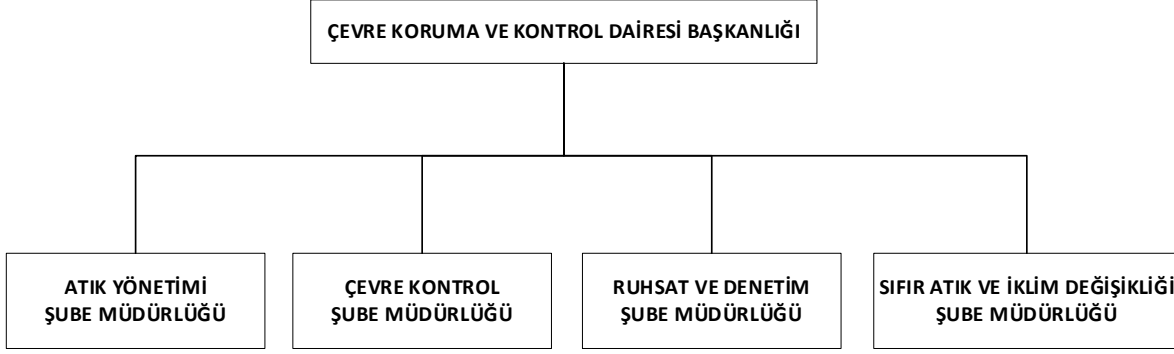 ÇEVRE KORUMA VE KONTROL DAİRESİ BAŞKANLIĞI
ATIK YÖNETİMİ
ŞUBE MÜDÜRLÜĞÜ
ÇEVRE KONTROL
ŞUBE MÜDÜRLÜĞÜ
RUHSAT VE DENETİM
ŞUBE MÜDÜRLÜĞÜ
SIFIR ATIK VE İKLİM DEĞİŞİKLİĞİ
ŞUBE MÜDÜRLÜĞÜ